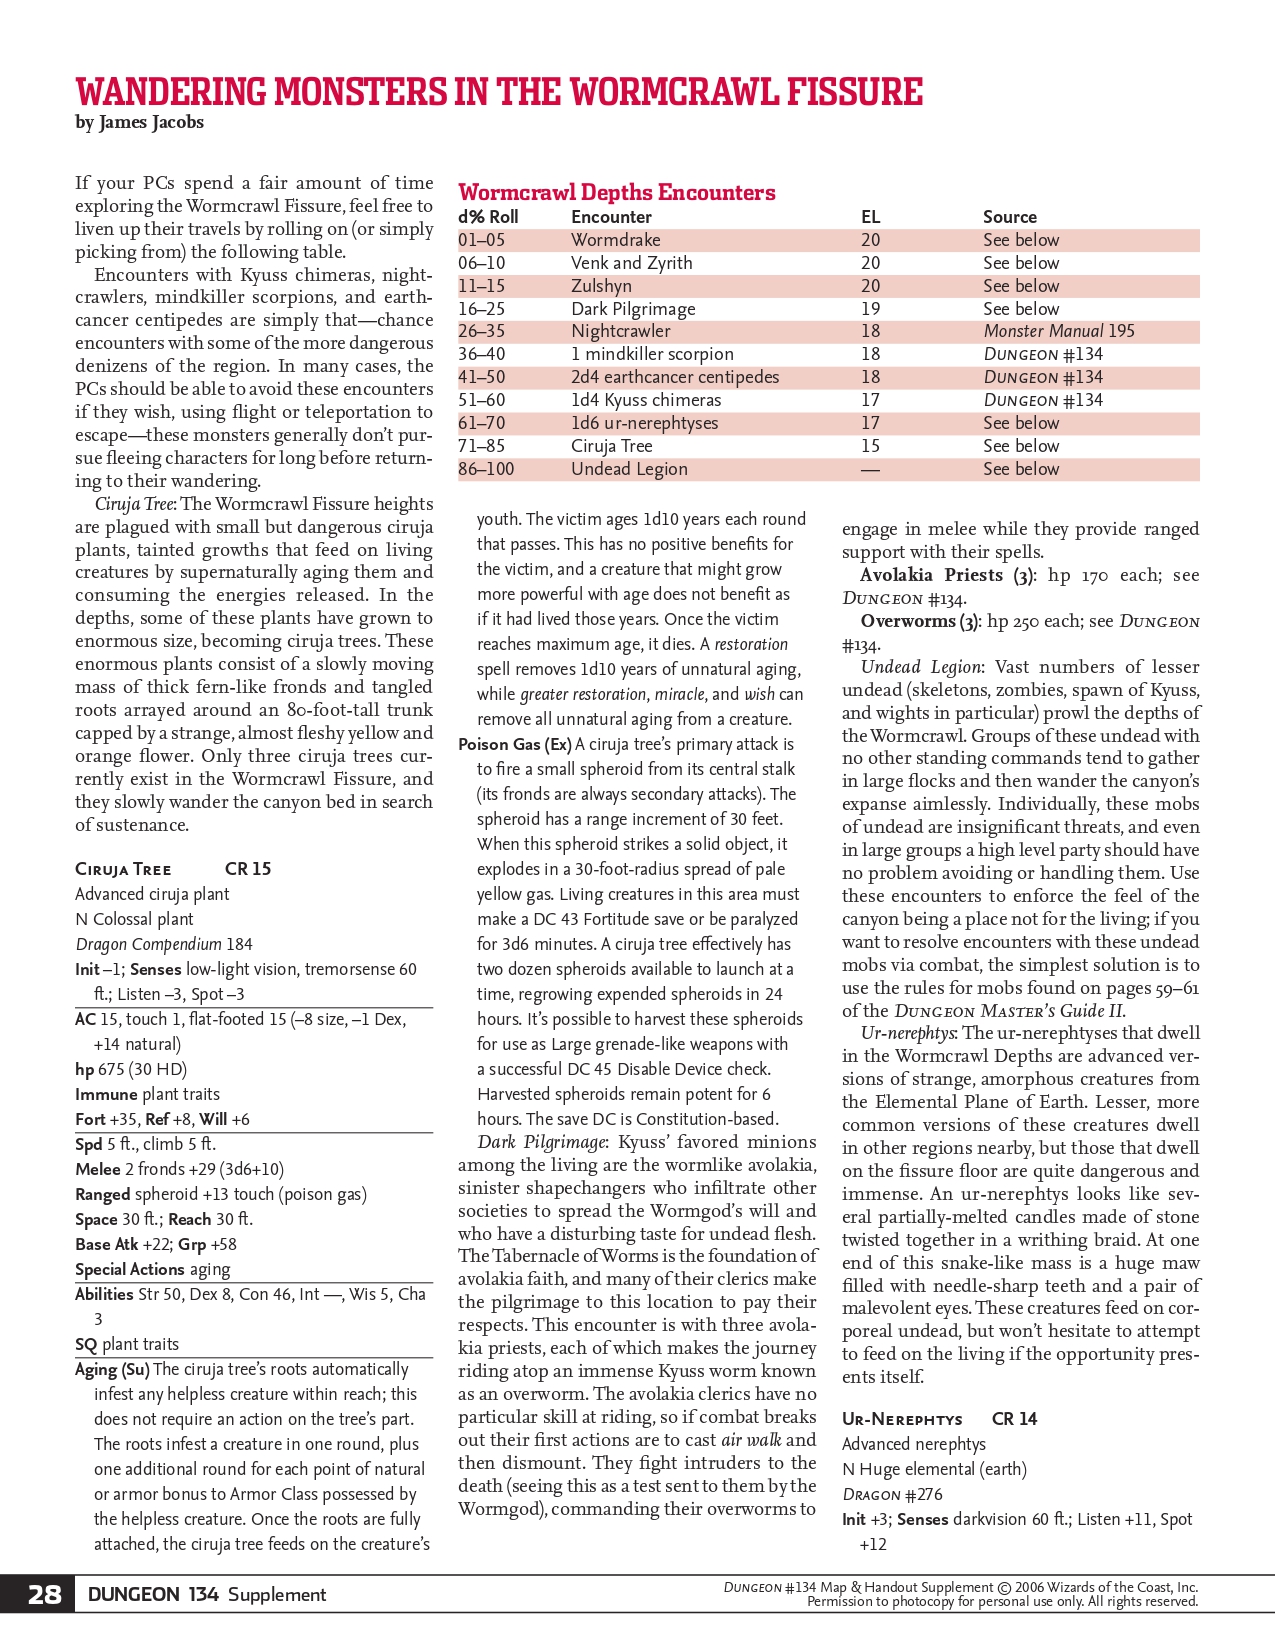 WANDERING MONSTERS IN THE WORMCRAWL FISSURE
by James Jacobs
If your PCs spend a fair amount of time
exploring the Wormcrawl Fissure, feel free to
liven up their travels by rolling on (or simply
picking from) the following table.
Encounters with Kyuss chimeras, night-
crawlers, mindkiller scorpions, and earth-
cancer centipedes are simply that—chance
encounters with some of the more dangerous
denizens of the region. In many cases, the
PCs should be able to avoid these encounters
if they wish, using flight or teleportation to
escape—these monsters generally don't pur-
sue fleeing characters for long before return-
ing to their wandering.
Ciruja Tree: The Wormcrawl Fissure heights
are plagued with small but dangerous ciruja
plants, tainted growths that feed on living
creatures by supernaturally aging them and
consuming the energies released. In the
depths, some of these plants have grown to
enormous size, becoming ciruja trees. These
enormous plants consist of a slowly moving
mass of thick fern-like fronds and tangled
roots arrayed around an 80-foot-tall trunk
capped by a strange, almost fleshy yellow and
orange flower. Only three ciruja trees cur-
rently exist in the Wormcrawl Fissure, and
they slowly wander the canyon bed in search
of sustenance.
Ciruja Tree CR 15
Advanced ciruja plant
N Colossal plant
Dragon Compendium 184
Init –1; Senses low-light vision, tremorsense 60
ft.; Listen –3, Spot –3
AC 15, touch 1, flat-footed 15 (–8 size, –1 Dex,
+14 natural)
hp 675 (30 HD)
Immune plant traits
Fort +35, Ref +8, Will +6
Spd 5 ft., climb 5 ft.
Melee 2 fronds +29 (3d6+10)
Ranged spheroid +13 touch (poison gas)
Space 30 ft.; Reach 30 ft.
Base Atk +22; Grp +58
Special Actions aging
Abilities Str 50, Dex 8, Con 46, Int —, Wis 5, Cha
3
SQ plant traits
Aging (Su) The ciruja tree's roots automatically
infest any helpless creature within reach; this
does not require an action on the tree's part.
The roots infest a creature in one round, plus
one additional round for each point of natural
or armor bonus to Armor Class possessed by
the helpless creature. Once the roots are fully
attached, the ciruja tree feeds on the creature's
Wormcrawl Depths Encounters
d% Roll Encounter EL Source
01–05 Wormdrake 20 See below
06–10 Venk and Zyrith 20 See below
11–15 Zulshyn 20 See below
16–25 Dark Pilgrimage 19 See below
26–35 Nightcrawler 18 Monster Manual 195
36–40 1 mindkiller scorpion 18 Dungeon #134
41–50 2d4 earthcancer centipedes 18 Dungeon #134
51–60 1d4 Kyuss chimeras 17 Dungeon #134
61–70 1d6 ur-nerephtyses 17 See below
71–85 Ciruja Tree 15 See below
86–100 Undead Legion — See below
youth. The victim ages 1d10 years each round
that passes. This has no positive benefits for
the victim, and a creature that might grow
more powerful with age does not benefit as
if it had lived those years. Once the victim
reaches maximum age, it dies. A restoration
spell removes 1d10 years of unnatural aging,
while greater restoration, miracle, and wish can
remove all unnatural aging from a creature.
Poison Gas (Ex) A ciruja tree's primary attack is
to fire a small spheroid from its central stalk
(its fronds are always secondary attacks). The
spheroid has a range increment of 30 feet.
When this spheroid strikes a solid object, it
explodes in a 30-foot-radius spread of pale
yellow gas. Living creatures in this area must
make a DC 43 Fortitude save or be paralyzed
for 3d6 minutes. A ciruja tree effectively has
two dozen spheroids available to launch at a
time, regrowing expended spheroids in 24
hours. It's possible to harvest these spheroids
for use as Large grenade-like weapons with
a successful DC 45 Disable Device check.
Harvested spheroids remain potent for 6
hours. The save DC is Constitution-based.
Dark Pilgrimage: Kyuss' favored minions
among the living are the wormlike avolakia,
sinister shapechangers who infiltrate other
societies to spread the Wormgod's will and
who have a disturbing taste for undead flesh.
The Tabernacle of Worms is the foundation of
avolakia faith, and many of their clerics make
the pilgrimage to this location to pay their
respects. This encounter is with three avola-
kia priests, each of which makes the journey
riding atop an immense Kyuss worm known
as an overworm. The avolakia clerics have no
particular skill at riding, so if combat breaks
out their first actions are to cast air walk and
then dismount. They fight intruders to the
death (seeing this as a test sent to them by the
Wormgod), commanding their overworms to
engage in melee while they provide ranged
support with their spells.
Avolakia Priests (3): hp 170 each; see
Dungeon #134.
Overworms (3): hp 250 each; see Dungeon
#134.
Undead Legion: Vast numbers of lesser
undead (skeletons, zombies, spawn of Kyuss,
and wights in particular) prowl the depths of
the Wormcrawl. Groups of these undead with
no other standing commands tend to gather
in large flocks and then wander the canyon's
expanse aimlessly. Individually, these mobs
of undead are insignificant threats, and even
in large groups a high level party should have
no problem avoiding or handling them. Use
these encounters to enforce the feel of the
canyon being a place not for the living; if you
want to resolve encounters with these undead
mobs via combat, the simplest solution is to
use the rules for mobs found on pages 59–61
of the Dungeon Master's Guide II.
Ur-nerephtys: The ur-nerephtyses that dwell
in the Wormcrawl Depths are advanced ver-
sions of strange, amorphous creatures from
the Elemental Plane of Earth. Lesser, more
common versions of these creatures dwell
in other regions nearby, but those that dwell
on the fissure floor are quite dangerous and
immense. An ur-nerephtys looks like sev-
eral partially-melted candles made of stone
twisted together in a writhing braid. At one
end of this snake-like mass is a huge maw
filled with needle-sharp teeth and a pair of
malevolent eyes. These creatures feed on cor-
poreal undead, but won't hesitate to attempt
to feed on the living if the opportunity pres-
ents itself.
Ur-Nerephtys CR 14
Advanced nerephtys
N Huge elemental (earth)
Dragon #276
Init +3; Senses darkvision 60 ft.; Listen +11, Spot
+12
28 DUNGEON 134 Supplement
Dungeon #134 Map & Handout Supplement © 2006 Wizards of the Coast, Inc.
Permission to photocopy for personal use only. All rights reserved.